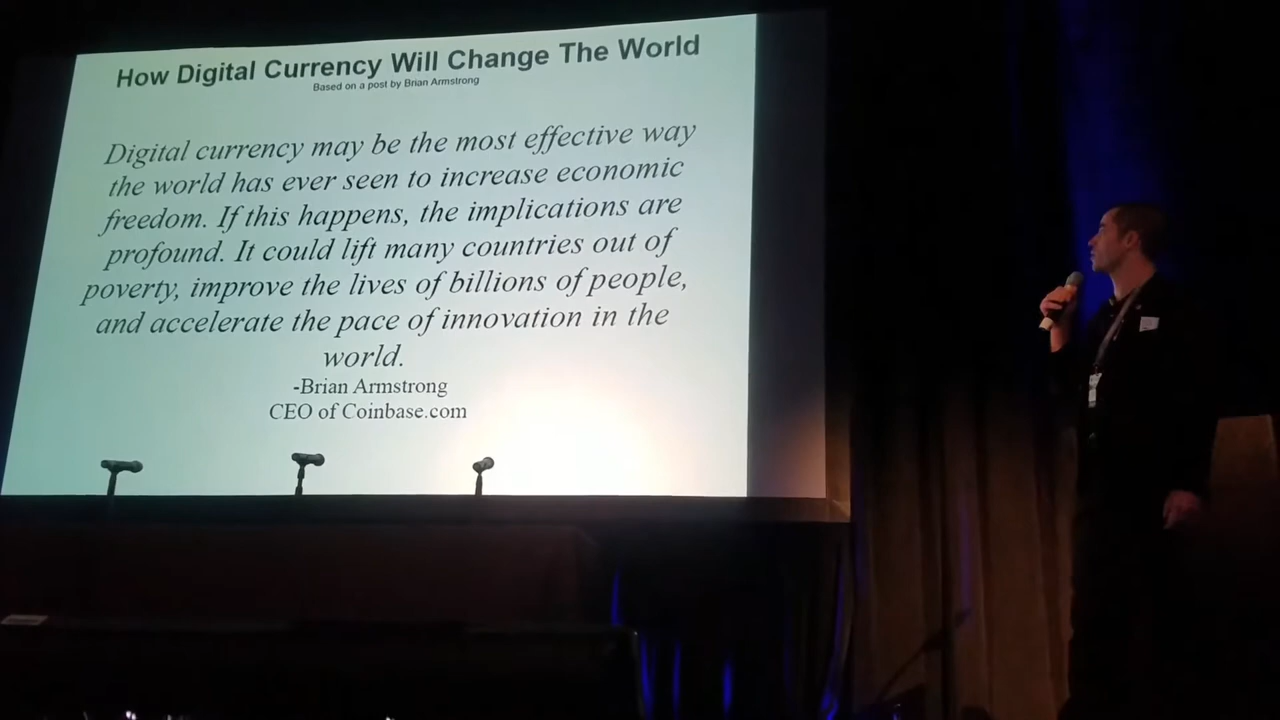 How Digital Currency Will Change The World
Based on a post by Brian Armstrong
Digital currency may be the most effective way
the world has ever seen to increase economic
freedom. If this happens, the implications are
profound. It could lift many countries out of
poverty, improve the lives of billions of people,
and accelerate the pace of innovation in the
world.
-Brian Armstrong
CEO of Coinbase.com